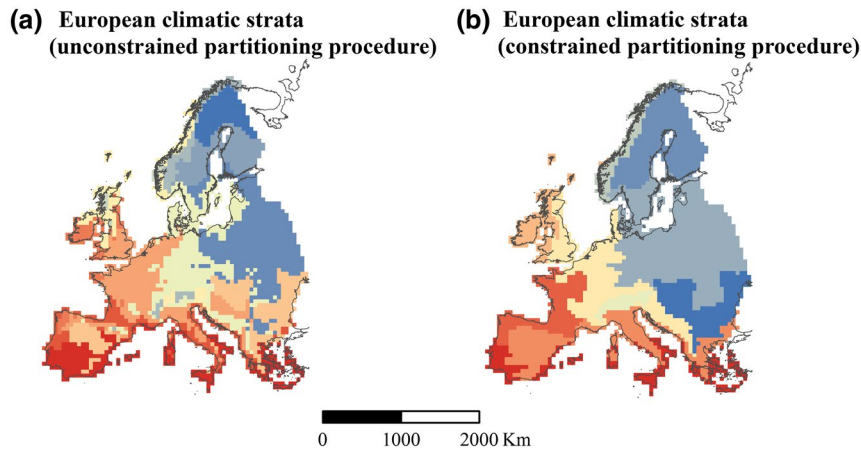 (a) European climatic strata
(unconstrained partitioning procedure)
(b) European climatic strata
(constrained partitioning procedure)
0 1000 2000 Km